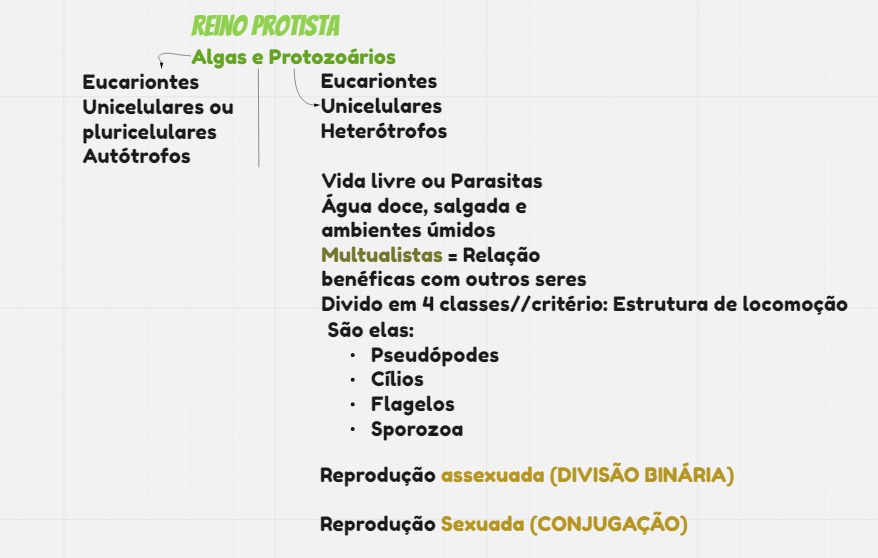 REINO PROTISTA
Algas e Protozoários
Eucariontes
Unicelulares ou
pluricelulares
Autótrofos
Eucariontes
Unicelulares
Heterótrofos
Vida livre ou Parasitas
Água doce, salgada e
ambientes úmidos
Multualistas = Relação
benéficas com outros seres
Divido em 4 classes//critério: Estrutura de locomoção
São elas:
• Pseudópodes
• Cílios
• Flagelos
• Sporozoa
Reprodução assexuada (DIVISÃO BINÁRIA)
Reprodução Sexuada (CONJUGAÇÃO)